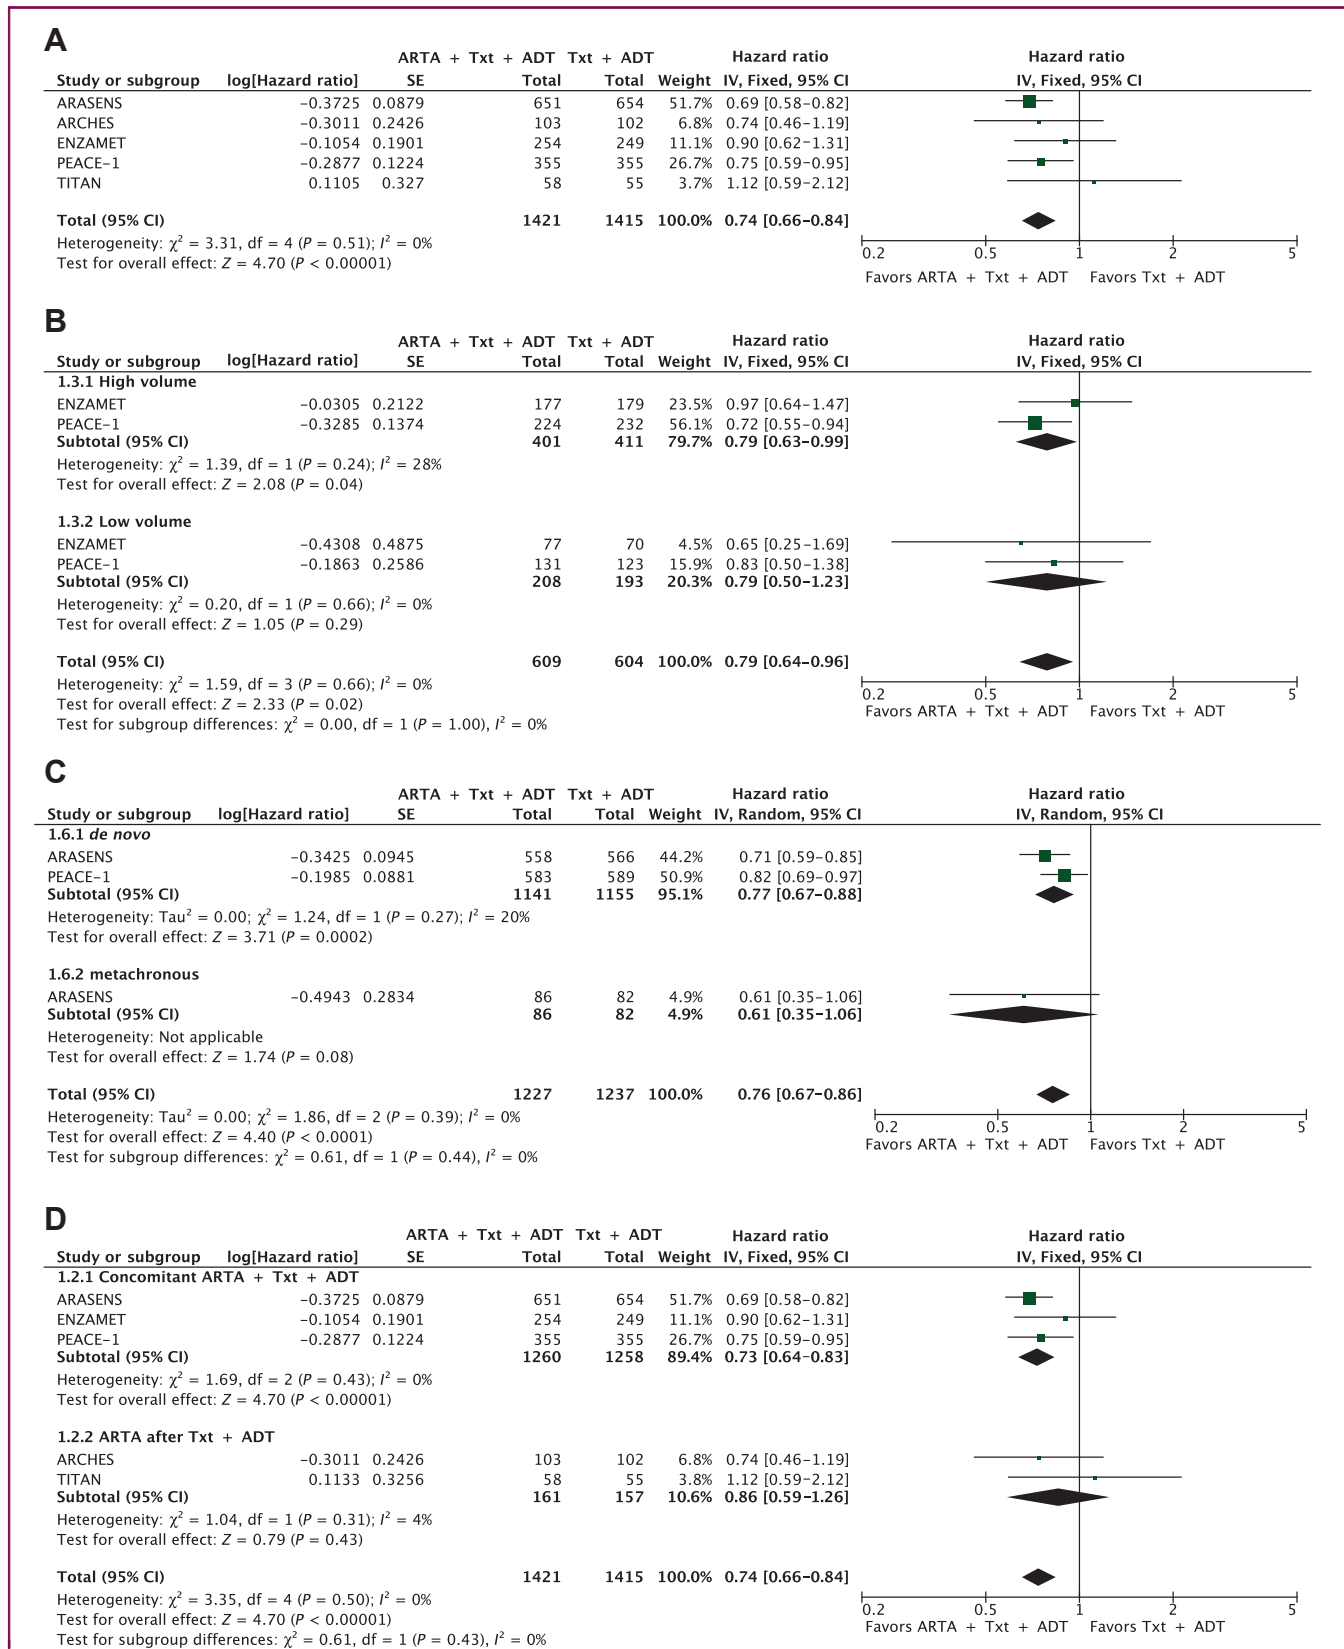 A
ARTA + Txt + ADT Txt + ADT Hazard ratio Hazard ratio
Study or subgroup log[Hazard ratio] SE Total Total Weight IV, Fixed, 95% CI IV, Fixed, 95% CI
ARASENS −0.3725 0.0879 651 654 51.7% 0.69 [0.58−0.82]
ARCHES −0.3011 0.2426 103 102 6.8% 0.74 [0.46−1.19]
ENZAMET −0.1054 0.1901 254 249 11.1% 0.90 [0.62−1.31]
PEACE−1 −0.2877 0.1224 355 355 26.7% 0.75 [0.59−0.95]
TITAN 0.1105 0.327 58 55 3.7% 1.12 [0.59−2.12]
Total (95% CI) 1421 1415 100.0% 0.74 [0.66−0.84]
Heterogeneity: χ² = 3.31, df = 4 (P = 0.51); I² = 0%
Test for overall effect: Z = 4.70 (P < 0.00001)
0.2 0.5 1 2 5
Favors ARTA + Txt + ADT Favors Txt + ADT
B
ARTA + Txt + ADT Txt + ADT Hazard ratio Hazard ratio
Study or subgroup log[Hazard ratio] SE Total Total Weight IV, Fixed, 95% CI IV, Fixed, 95% CI
1.3.1 High volume
ENZAMET −0.0305 0.2122 177 179 23.5% 0.97 [0.64−1.47]
PEACE−1 −0.3285 0.1374 224 232 56.1% 0.72 [0.55−0.94]
Subtotal (95% CI) 401 411 79.7% 0.79 [0.63−0.99]
Heterogeneity: χ² = 1.39, df = 1 (P = 0.24); I² = 28%
Test for overall effect: Z = 2.08 (P = 0.04)
1.3.2 Low volume
ENZAMET −0.4308 0.4875 77 70 4.5% 0.65 [0.25−1.69]
PEACE−1 −0.1863 0.2586 131 123 15.9% 0.83 [0.50−1.38]
Subtotal (95% CI) 208 193 20.3% 0.79 [0.50−1.23]
Heterogeneity: χ² = 0.20, df = 1 (P = 0.66); I² = 0%
Test for overall effect: Z = 1.05 (P = 0.29)
Total (95% CI) 609 604 100.0% 0.79 [0.64−0.96]
Heterogeneity: χ² = 1.59, df = 3 (P = 0.66); I² = 0%
Test for overall effect: Z = 2.33 (P = 0.02)
Test for subgroup differences: χ² = 0.00, df = 1 (P = 1.00), I² = 0%
0.2 0.5 1 2 5
Favors ARTA + Txt + ADT Favors Txt + ADT
C
ARTA + Txt + ADT Txt + ADT Hazard ratio Hazard ratio
Study or subgroup log[Hazard ratio] SE Total Total Weight IV, Random, 95% CI IV, Random, 95% CI
1.6.1 de novo
ARASENS −0.3425 0.0945 558 566 44.2% 0.71 [0.59−0.85]
PEACE−1 −0.1985 0.0881 583 589 50.9% 0.82 [0.69−0.97]
Subtotal (95% CI) 1141 1155 95.1% 0.77 [0.67−0.88]
Heterogeneity: Tau² = 0.00; χ² = 1.24, df = 1 (P = 0.27); I² = 20%
Test for overall effect: Z = 3.71 (P = 0.0002)
1.6.2 metachronous
ARASENS −0.4943 0.2834 86 82 4.9% 0.61 [0.35−1.06]
Subtotal (95% CI) 86 82 4.9% 0.61 [0.35−1.06]
Heterogeneity: Not applicable
Test for overall effect: Z = 1.74 (P = 0.08)
Total (95% CI) 1227 1237 100.0% 0.76 [0.67−0.86]
Heterogeneity: Tau² = 0.00; χ² = 1.86, df = 2 (P = 0.39); I² = 0%
Test for overall effect: Z = 4.40 (P < 0.0001)
Test for subgroup differences: χ² = 0.61, df = 1 (P = 0.44), I² = 0%
0.2 0.5 1 2 5
Favors ARTA + Txt + ADT Favors Txt + ADT
D
ARTA + Txt + ADT Txt + ADT Hazard ratio Hazard ratio
Study or subgroup log[Hazard ratio] SE Total Total Weight IV, Fixed, 95% CI IV, Fixed, 95% CI
1.2.1 Concomitant ARTA + Txt + ADT
ARASENS −0.3725 0.0879 651 654 51.7% 0.69 [0.58−0.82]
ENZAMET −0.1054 0.1901 254 249 11.1% 0.90 [0.62−1.31]
PEACE−1 −0.2877 0.1224 355 355 26.7% 0.75 [0.59−0.95]
Subtotal (95% CI) 1260 1258 89.4% 0.73 [0.64−0.83]
Heterogeneity: χ² = 1.69, df = 2 (P = 0.43); I² = 0%
Test for overall effect: Z = 4.70 (P < 0.00001)
1.2.2 ARTA after Txt + ADT
ARCHES −0.3011 0.2426 103 102 6.8% 0.74 [0.46−1.19]
TITAN 0.1133 0.3256 58 55 3.8% 1.12 [0.59−2.12]
Subtotal (95% CI) 161 157 10.6% 0.86 [0.59−1.26]
Heterogeneity: χ² = 1.04, df = 1 (P = 0.31); I² = 4%
Test for overall effect: Z = 0.79 (P = 0.43)
Total (95% CI) 1421 1415 100.0% 0.74 [0.66−0.84]
Heterogeneity: χ² = 3.35, df = 4 (P = 0.50); I² = 0%
Test for overall effect: Z = 4.70 (P < 0.00001)
Test for subgroup differences: χ² = 0.61, df = 1 (P = 0.43), I² = 0%
0.2 0.5 1 2 5
Favors ARTA + Txt + ADT Favors Txt + ADT